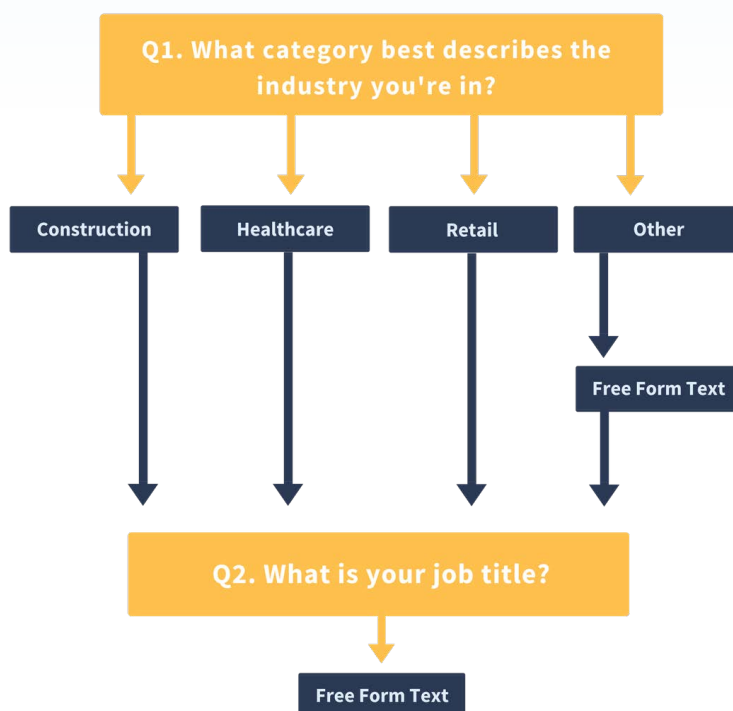 Q1. What category best describes the
industry you're in?
Construction
Healthcare
Retail
Other
Free Form Text
Q2. What is your job title?
Free Form Text